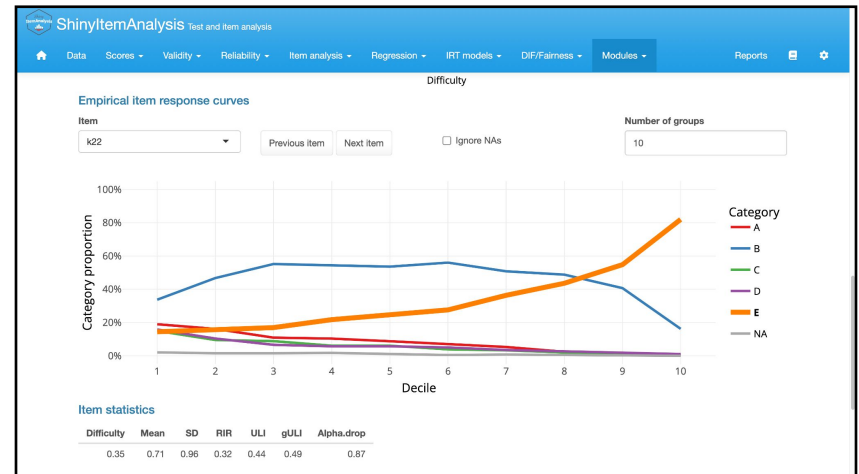 ShinyItemAnalysis Test and item analysis
Data Scores Validity Reliability Item analysis Regression IRT models DIF/Fairness Modules Reports
Difficulty
Empirical item response curves
Item Number of groups
k22 Previous item Next item Ignore NAs 10
100%
80%
60%
40%
20%
0%
Category proportion
1 2 3 4 5 6 7 8 9 10
Decile
Category
A
B
C
D
E
NA
Item statistics
Difficulty Mean SD RIR ULI gULI Alpha.drop
0.35 0.71 0.96 0.32 0.44 0.49 0.87